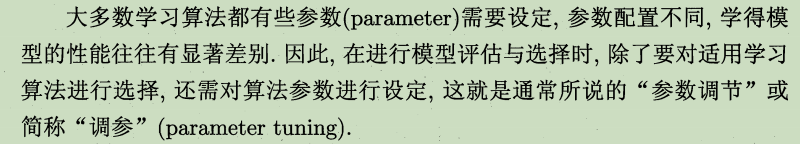 大多数学习算法都有些参数(parameter)需要设定, 参数配置不同, 学得模
型的性能往往有显著差别. 因此, 在进行模型评估与选择时, 除了要对适用学习
算法进行选择, 还需对算法参数进行设定, 这就是通常所说的“参数调节”或
简称“调参” (parameter tuning).